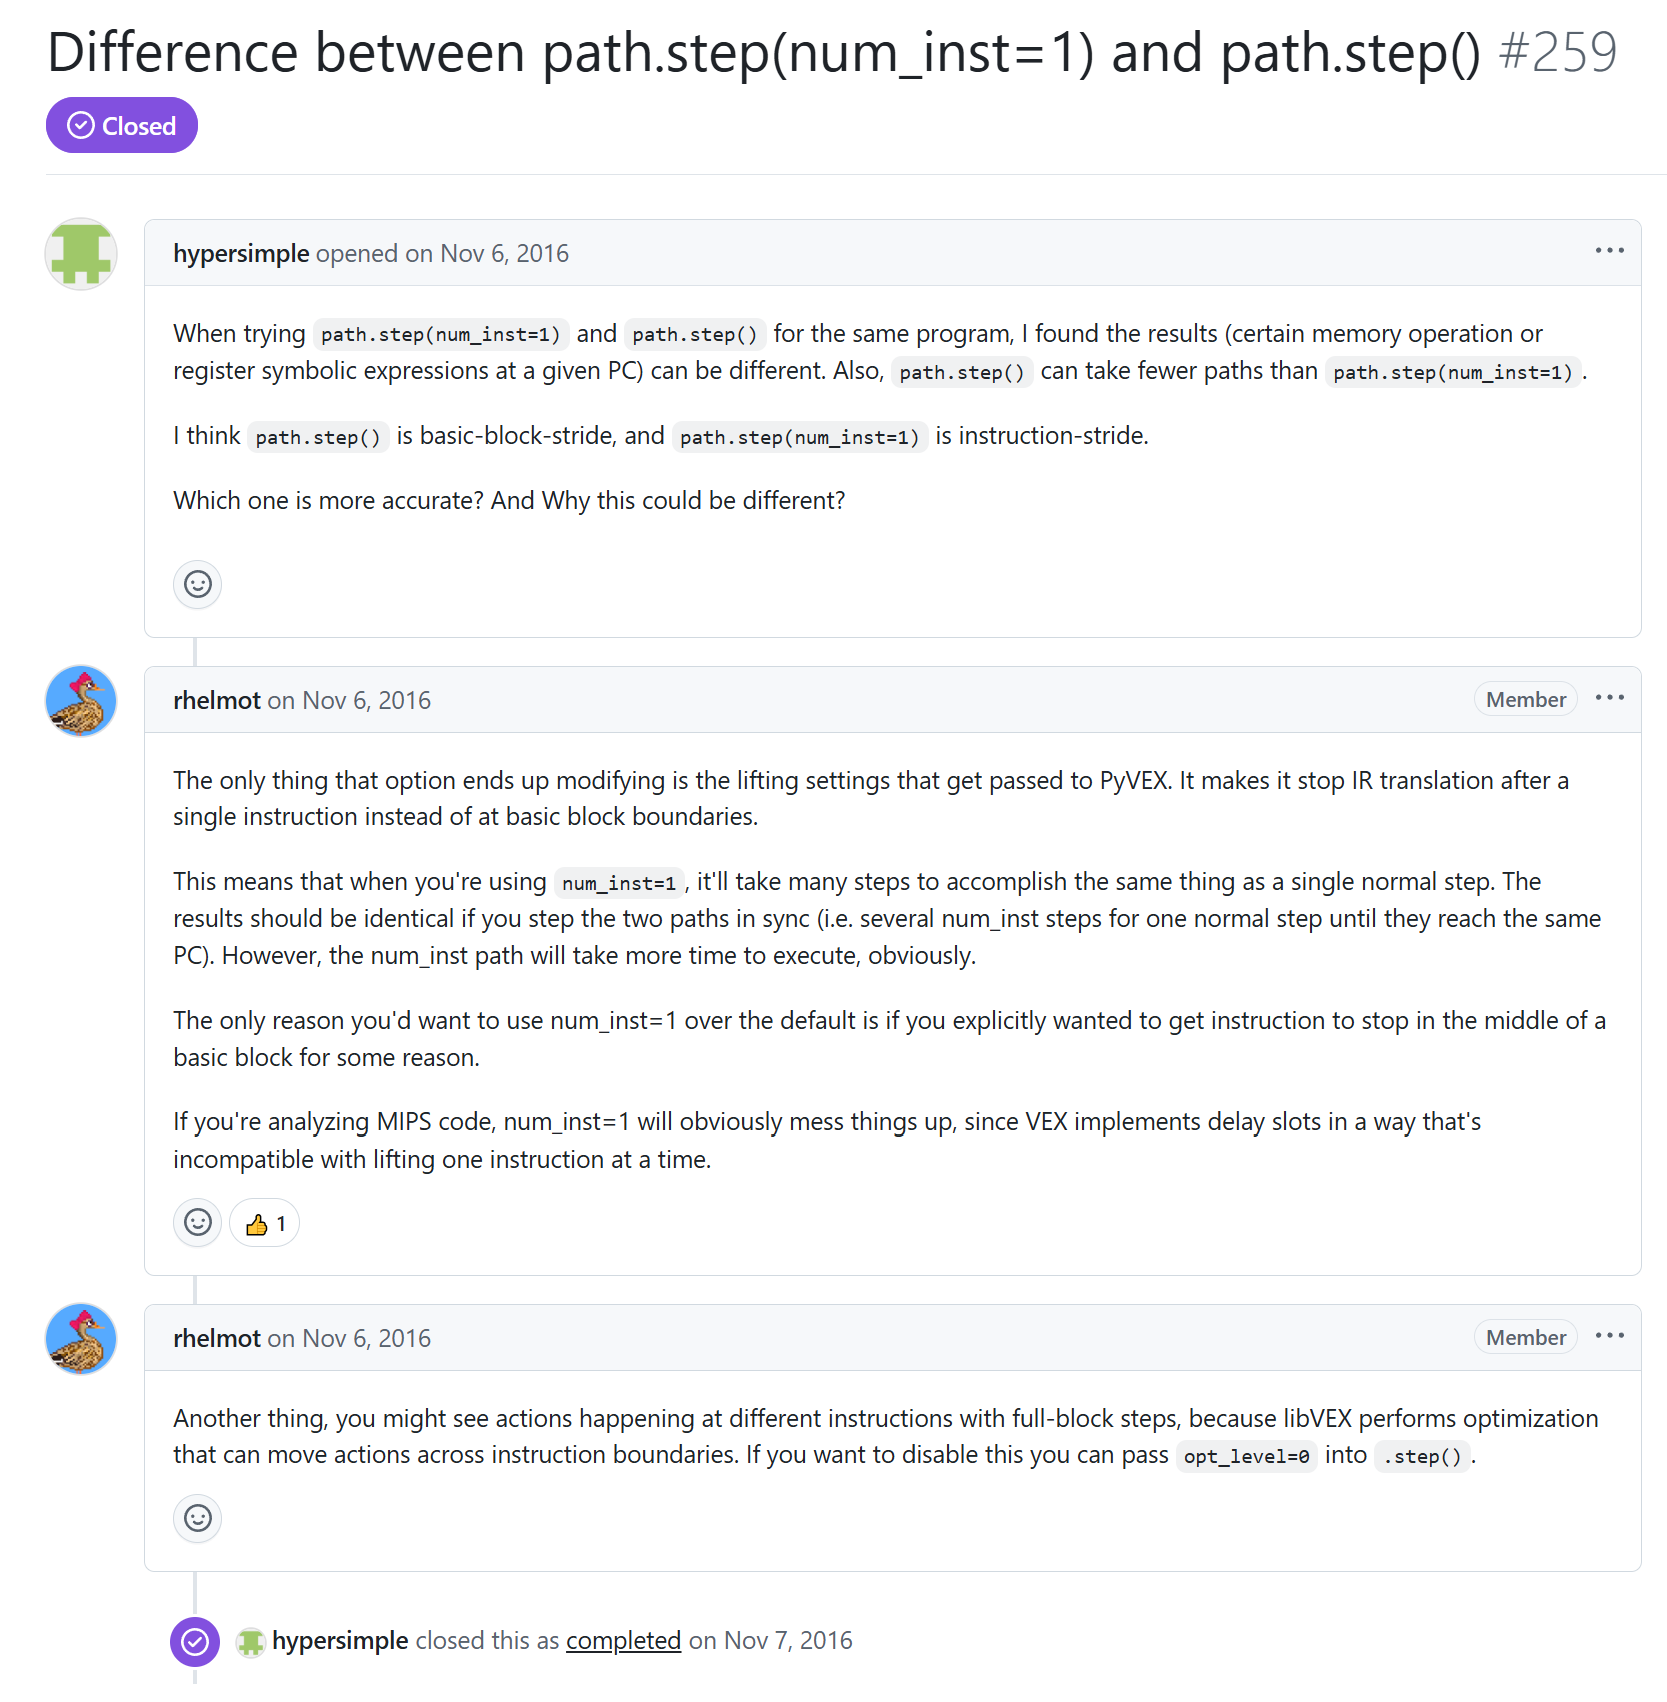 Difference between path.step(num_inst=1) and path.step() #259
Closed
hypersimple opened on Nov 6, 2016
When trying path.step(num_inst=1) and path.step() for the same program, I found the results (certain memory operation or
register symbolic expressions at a given PC) can be different. Also, path.step() can take fewer paths than path.step(num_inst=1).
I think path.step() is basic-block-stride, and path.step(num_inst=1) is instruction-stride.
Which one is more accurate? And Why this could be different?
rhelmot on Nov 6, 2016 Member
The only thing that option ends up modifying is the lifting settings that get passed to PyVEX. It makes it stop IR translation after a
single instruction instead of at basic block boundaries.
This means that when you're using num_inst=1, it'll take many steps to accomplish the same thing as a single normal step. The
results should be identical if you step the two paths in sync (i.e. several num_inst steps for one normal step until they reach the same
PC). However, the num_inst path will take more time to execute, obviously.
The only reason you'd want to use num_inst=1 over the default is if you explicitly wanted to get instruction to stop in the middle of a
basic block for some reason.
If you're analyzing MIPS code, num_inst=1 will obviously mess things up, since VEX implements delay slots in a way that's
incompatible with lifting one instruction at a time.
👍 1
rhelmot on Nov 6, 2016 Member
Another thing, you might see actions happening at different instructions with full-block steps, because libVEX performs optimization
that can move actions across instruction boundaries. If you want to disable this you can pass opt_level=0 into .step().
hypersimple closed this as completed on Nov 7, 2016